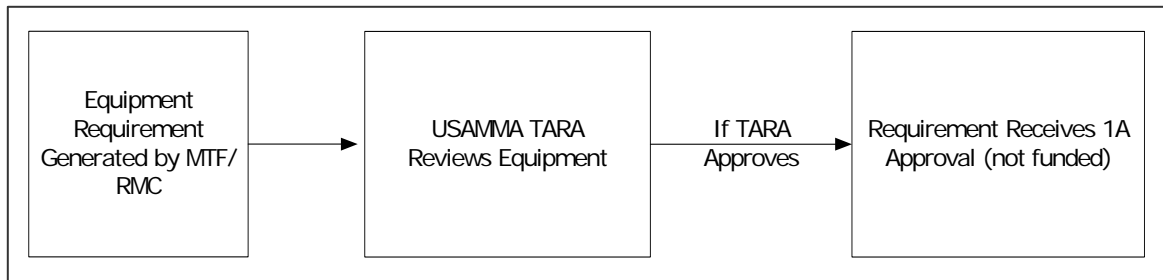 Equipment
Requirement
Generated by MTF/
RMC
USAMMA TARA
Reviews Equipment
If TARA
Approves
Requirement Receives 1A
Approval (not funded)